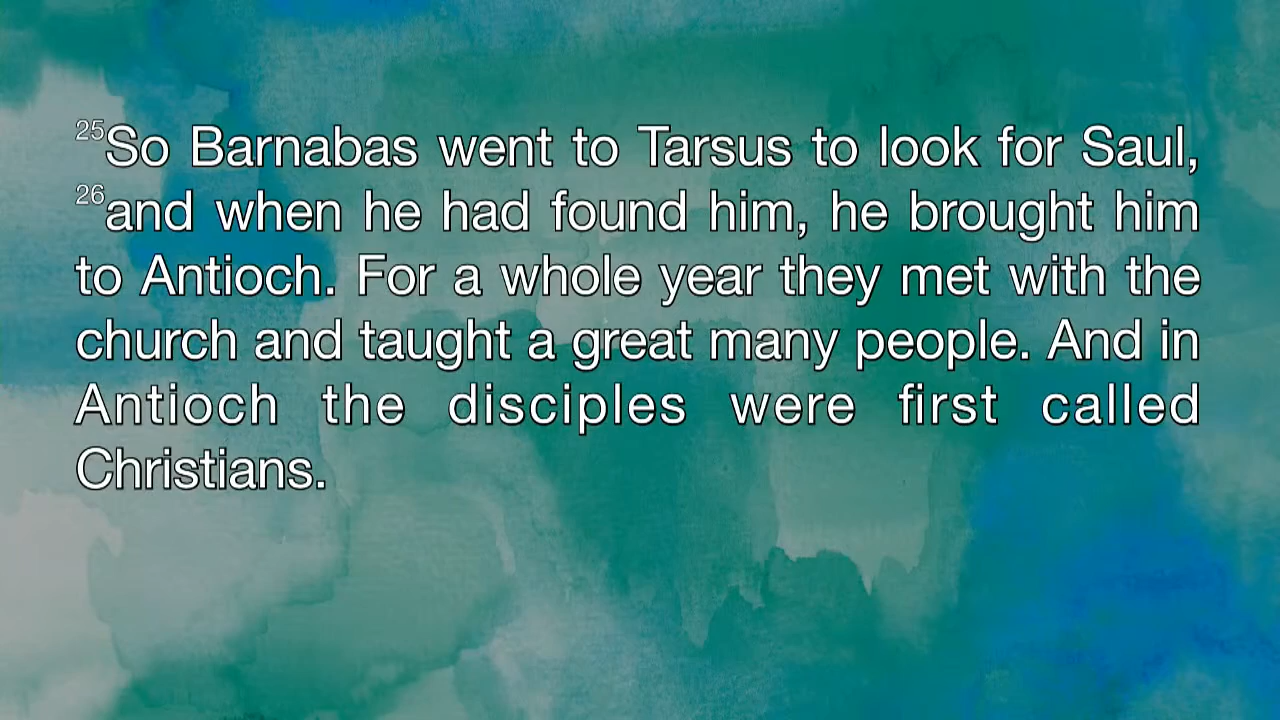 25So Barnabas went to Tarsus to look for Saul,
26and when he had found him, he brought him
to Antioch. For a whole year they met with the
church and taught a great many people. And in
Antioch the disciples were first called
Christians.